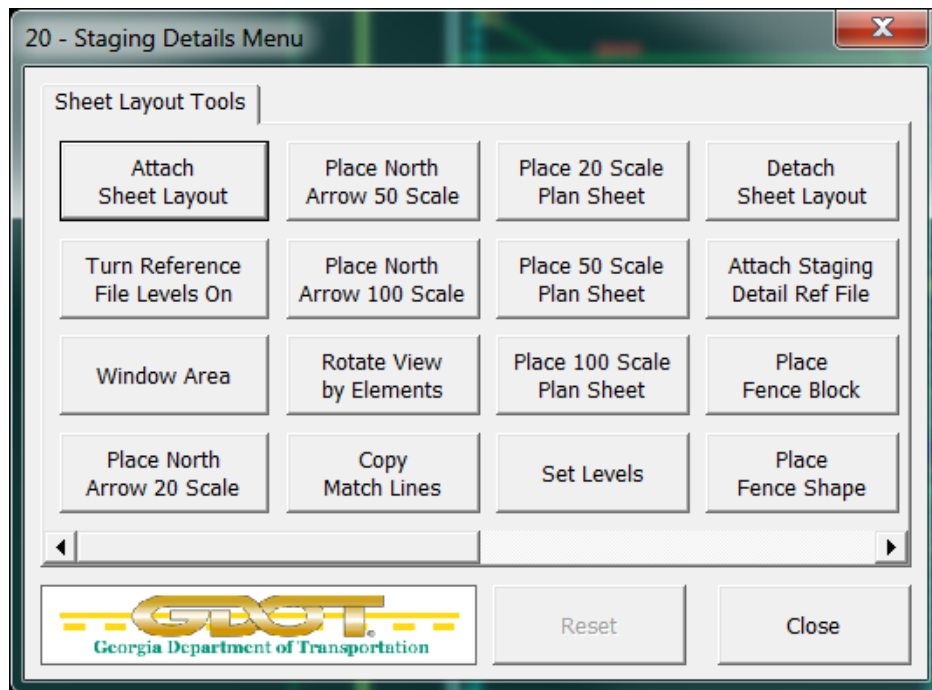 20 - Staging Details Menu
X
Sheet Layout Tools
Attach
Sheet Layout
Place North
Arrow 50 Scale
Place 20 Scale
Plan Sheet
Detach
Sheet Layout
Turn Reference
File Levels On
Place North
Arrow 100 Scale
Place 50 Scale
Plan Sheet
Attach Staging
Detail Ref File
Window Area
Rotate View
by Elements
Place 100 Scale
Plan Sheet
Place
Fence Block
Place North
Arrow 20 Scale
Copy
Match Lines
Set Levels
Place
Fence Shape
GDOT®
Georgia Department of Transportation
Reset
Close